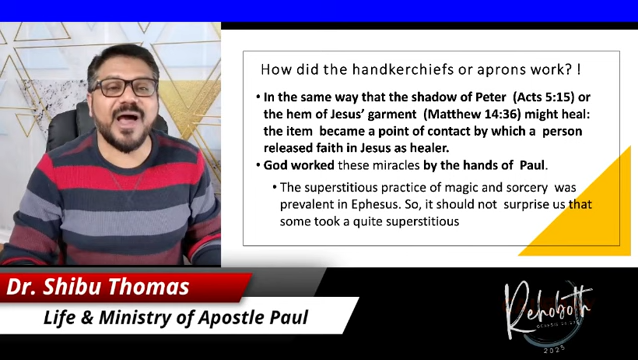 How did the handkerchiefs or aprons work? !
• In the same way that the shadow of Peter (Acts 5:15) or
the hem of Jesus' garment (Matthew 14:36) might heal:
the item became a point of contact by which a person
released faith in Jesus as healer.
• God worked these miracles by the hands of Paul.
• The superstitious practice of magic and sorcery was
prevalent in Ephesus. So, it should not surprise us that
some took a quite superstitious
Dr. Shibu Thomas
Life & Ministry of Apostle Paul
Rehoboth
2025